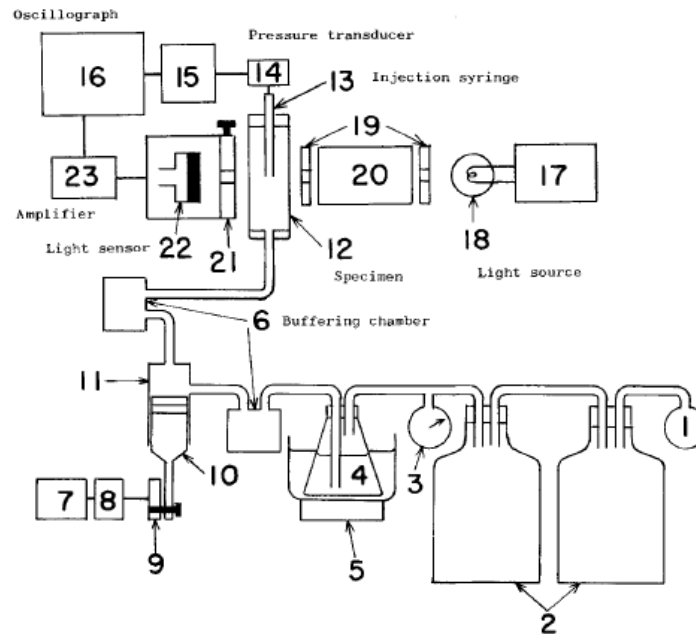 Oscillograph
Pressure transducer
16
15
14
13
Injection syringe
19
20
17
23
22
18
Amplifier
Light sensor
21
12
Specimen
Light source
6
Buffering chamber
11
10
4
3
1
7
8
9
5
2